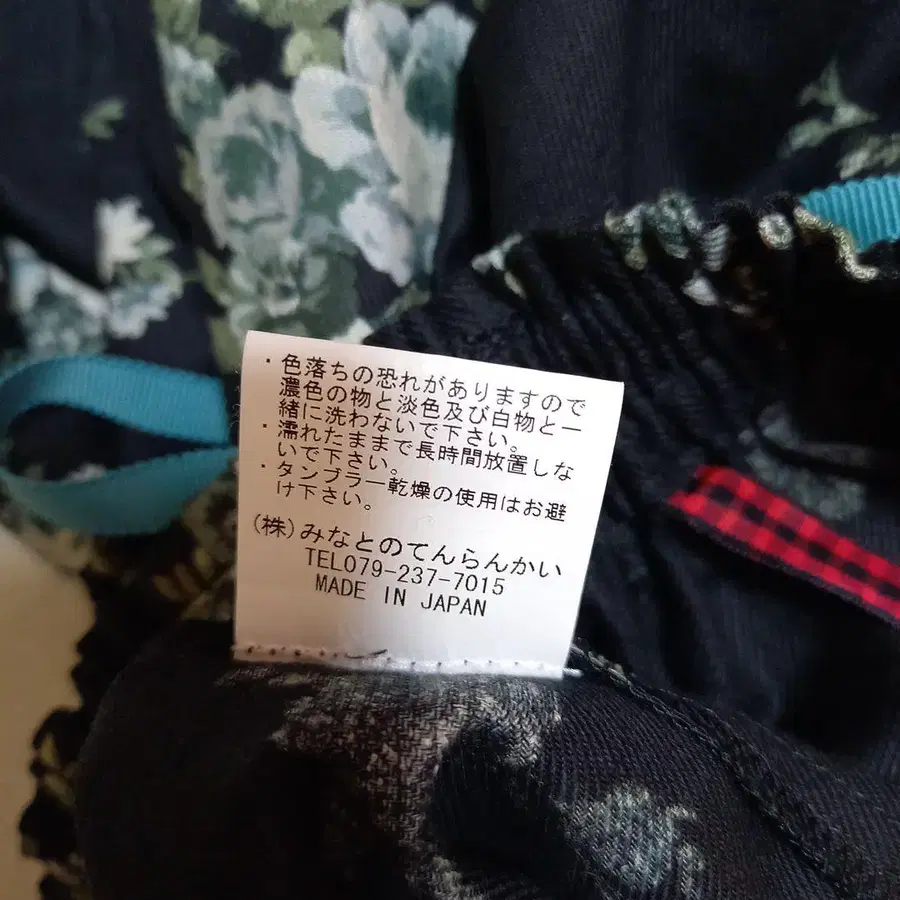 ・色落ちの恐れがありますので
濃色の物と淡色及び白物と一
緒に洗わないで下さい。
・濡れたままで長時間放置しな
いで下さい。
・タンブラー乾燥の使用はお避
け下さい。
(株)みなとのてんらんかい
TEL079-237-7015
MADE IN JAPAN